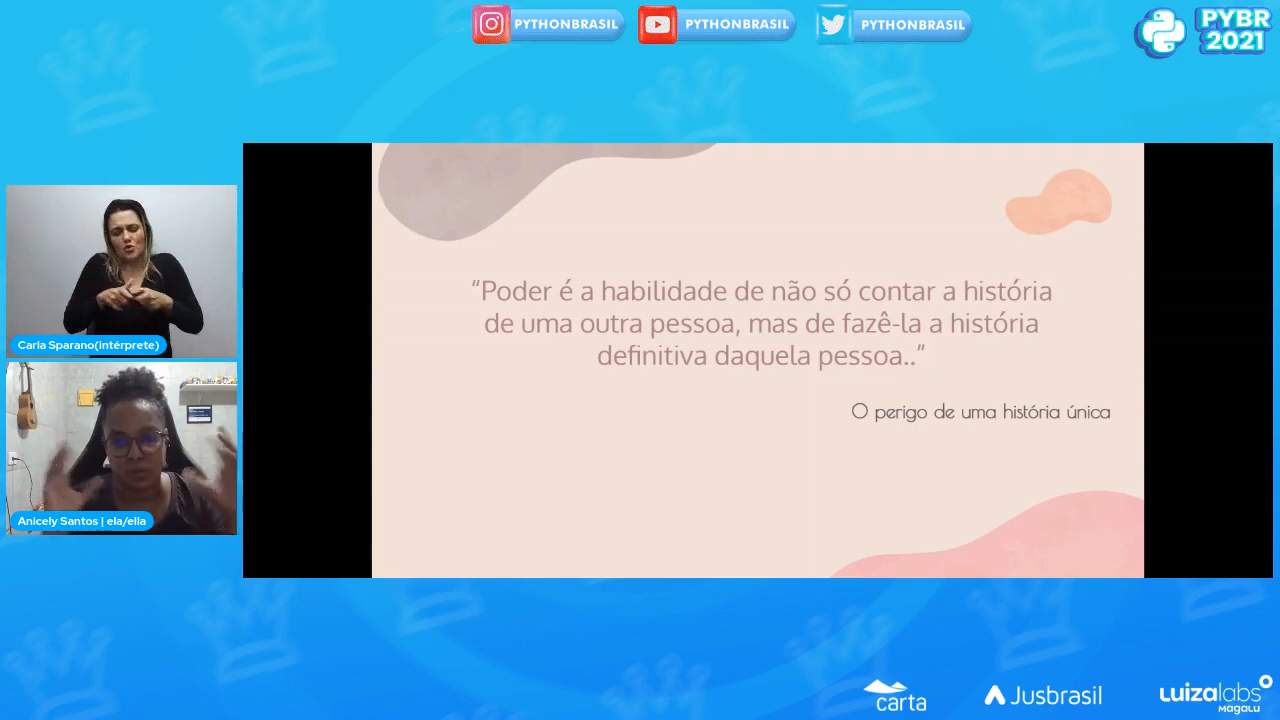 PYTHONBRASIL
PYTHONBRASIL
PYTHONBRASIL
PYBR
2021
“Poder é a habilidade de não só contar a história
de uma outra pessoa, mas de fazê-la a história
definitiva daquela pessoa..”
O perigo de uma história única
Carla Sparano(intérprete)
Anicely Santos | ela/ella
carta
Jusbrasil
Luizalabs
MAGALU